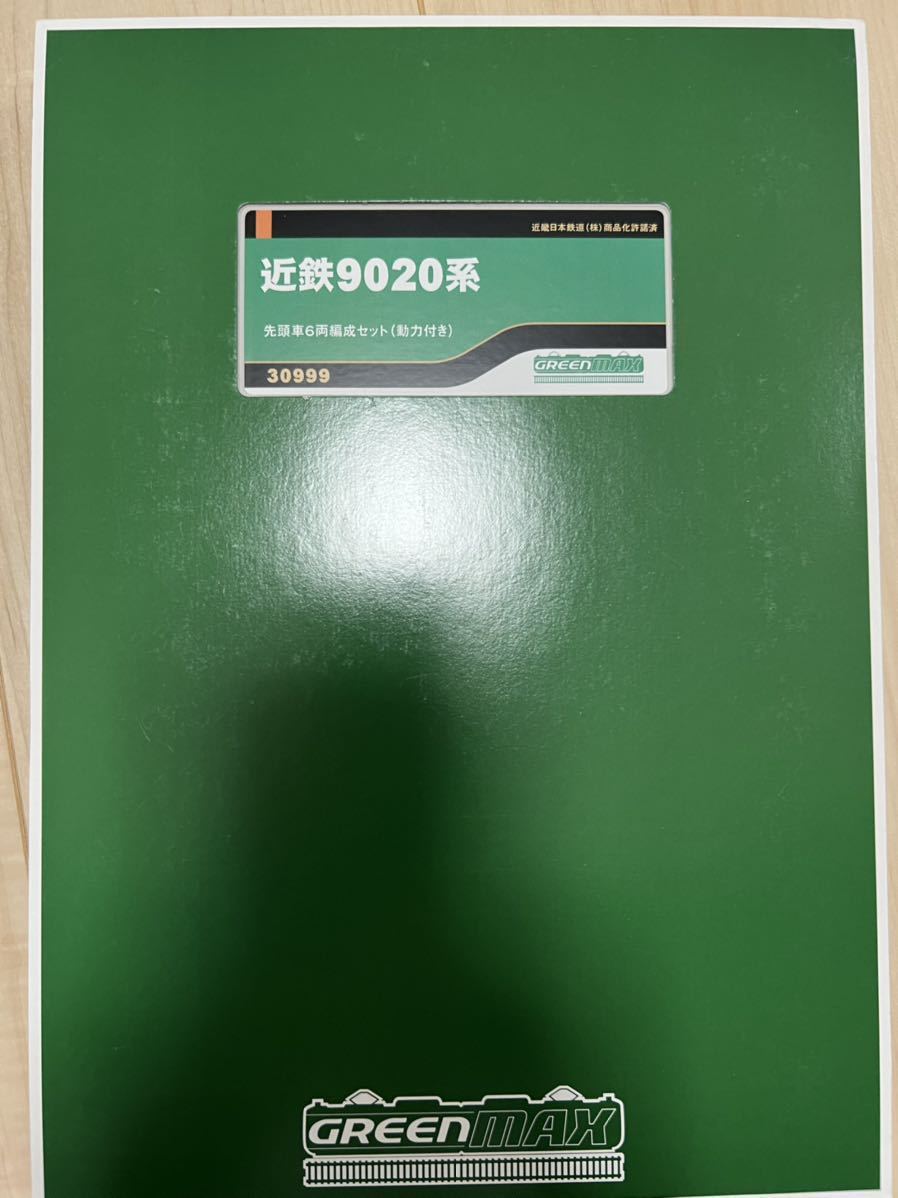 近畿日本鉄道(株)商品化許諾済
近鉄9020系
先頭車6両編成セット(動力付き)
30999
GREENMAX
GREENMAX